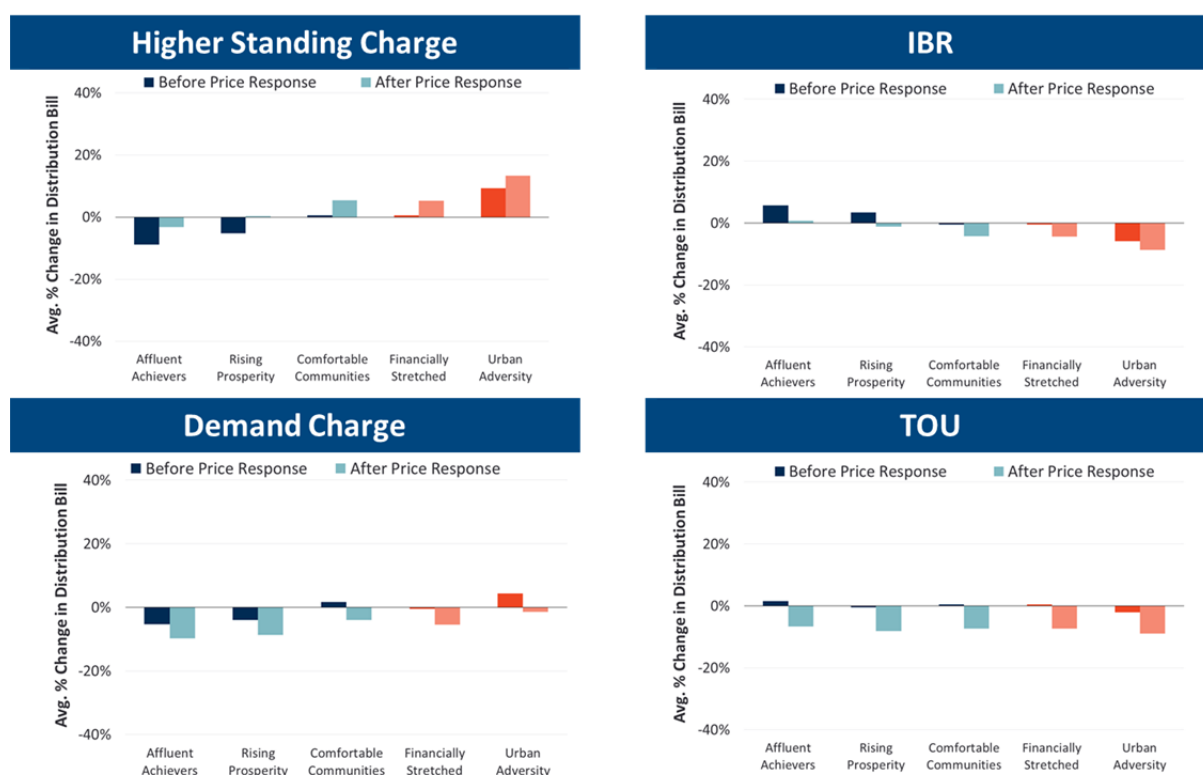 Higher Standing Charge
Before Price Response After Price Response
Avg. % Change in Distribution Bill
40%
20%
0%
-20%
-40%
Affluent
Achievers
Rising
Prosperity
Comfortable
Communities
Financially
Stretched
Urban
Adversity
IBR
Before Price Response After Price Response
Avg. % Change in Distribution Bill
40%
20%
0%
-20%
-40%
Affluent
Achievers
Rising
Prosperity
Comfortable
Communities
Financially
Stretched
Urban
Adversity
Demand Charge
Before Price Response After Price Response
Avg. % Change in Distribution Bill
40%
20%
0%
-20%
-40%
Affluent
Achievers
Rising
Prosperity
Comfortable
Communities
Financially
Stretched
Urban
Adversity
TOU
Before Price Response After Price Response
Avg. % Change in Distribution Bill
40%
20%
0%
-20%
-40%
Affluent
Achievers
Rising
Prosperity
Comfortable
Communities
Financially
Stretched
Urban
Adversity